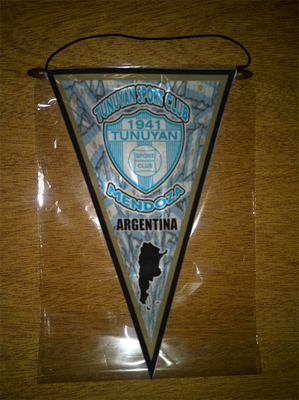 TUNUYAN SPORT CLUB
1941
TUNUYAN
SPORT
CLUB
MENDOZA
ARGENTINA